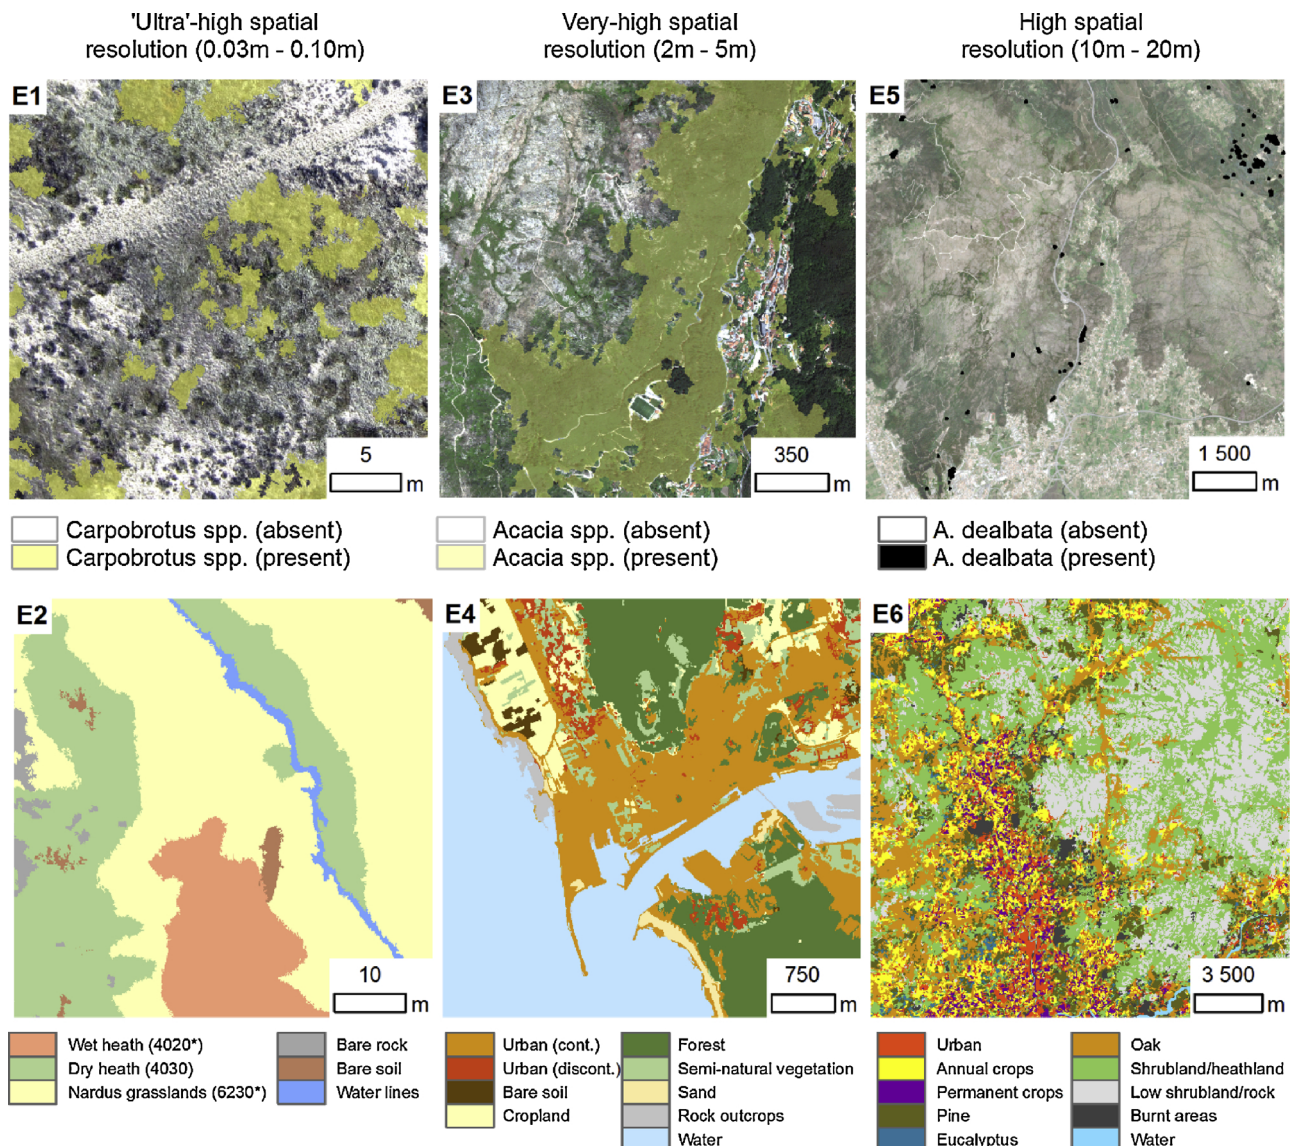 'Ultra'-high spatial
resolution (0.03m - 0.10m)
Very-high spatial
resolution (2m - 5m)
High spatial
resolution (10m - 20m)
E1
E3
E5
5
m
350
m
1 500
m
Carpobrotus spp. (absent)
Carpobrotus spp. (present)
Acacia spp. (absent)
Acacia spp. (present)
A. dealbata (absent)
A. dealbata (present)
E2
E4
E6
10
m
750
m
3 500
m
Wet heath (4020*)
Dry heath (4030)
Nardus grasslands (6230*)
Bare rock
Bare soil
Water lines
Urban (cont.)
Urban (discont.)
Bare soil
Cropland
Forest
Semi-natural vegetation
Sand
Rock outcrops
Water
Urban
Annual crops
Permanent crops
Pine
Eucalyptus
Oak
Shrubland/heathland
Low shrubland/rock
Burnt areas
Water